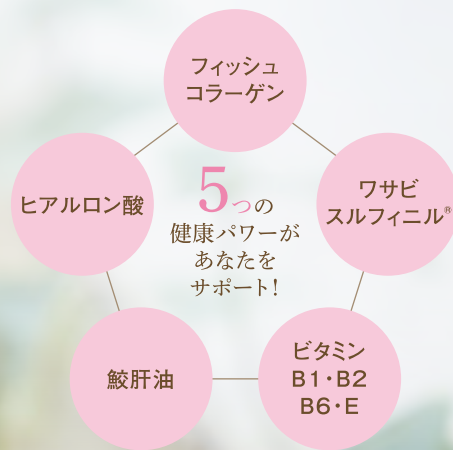 フィッシュ
コラーゲン
ワサビ
スルフィニル®
ビタミン
B1・B2
B6・E
鮫肝油
ヒアルロン酸
5つの
健康パワーが
あなたを
サポート!